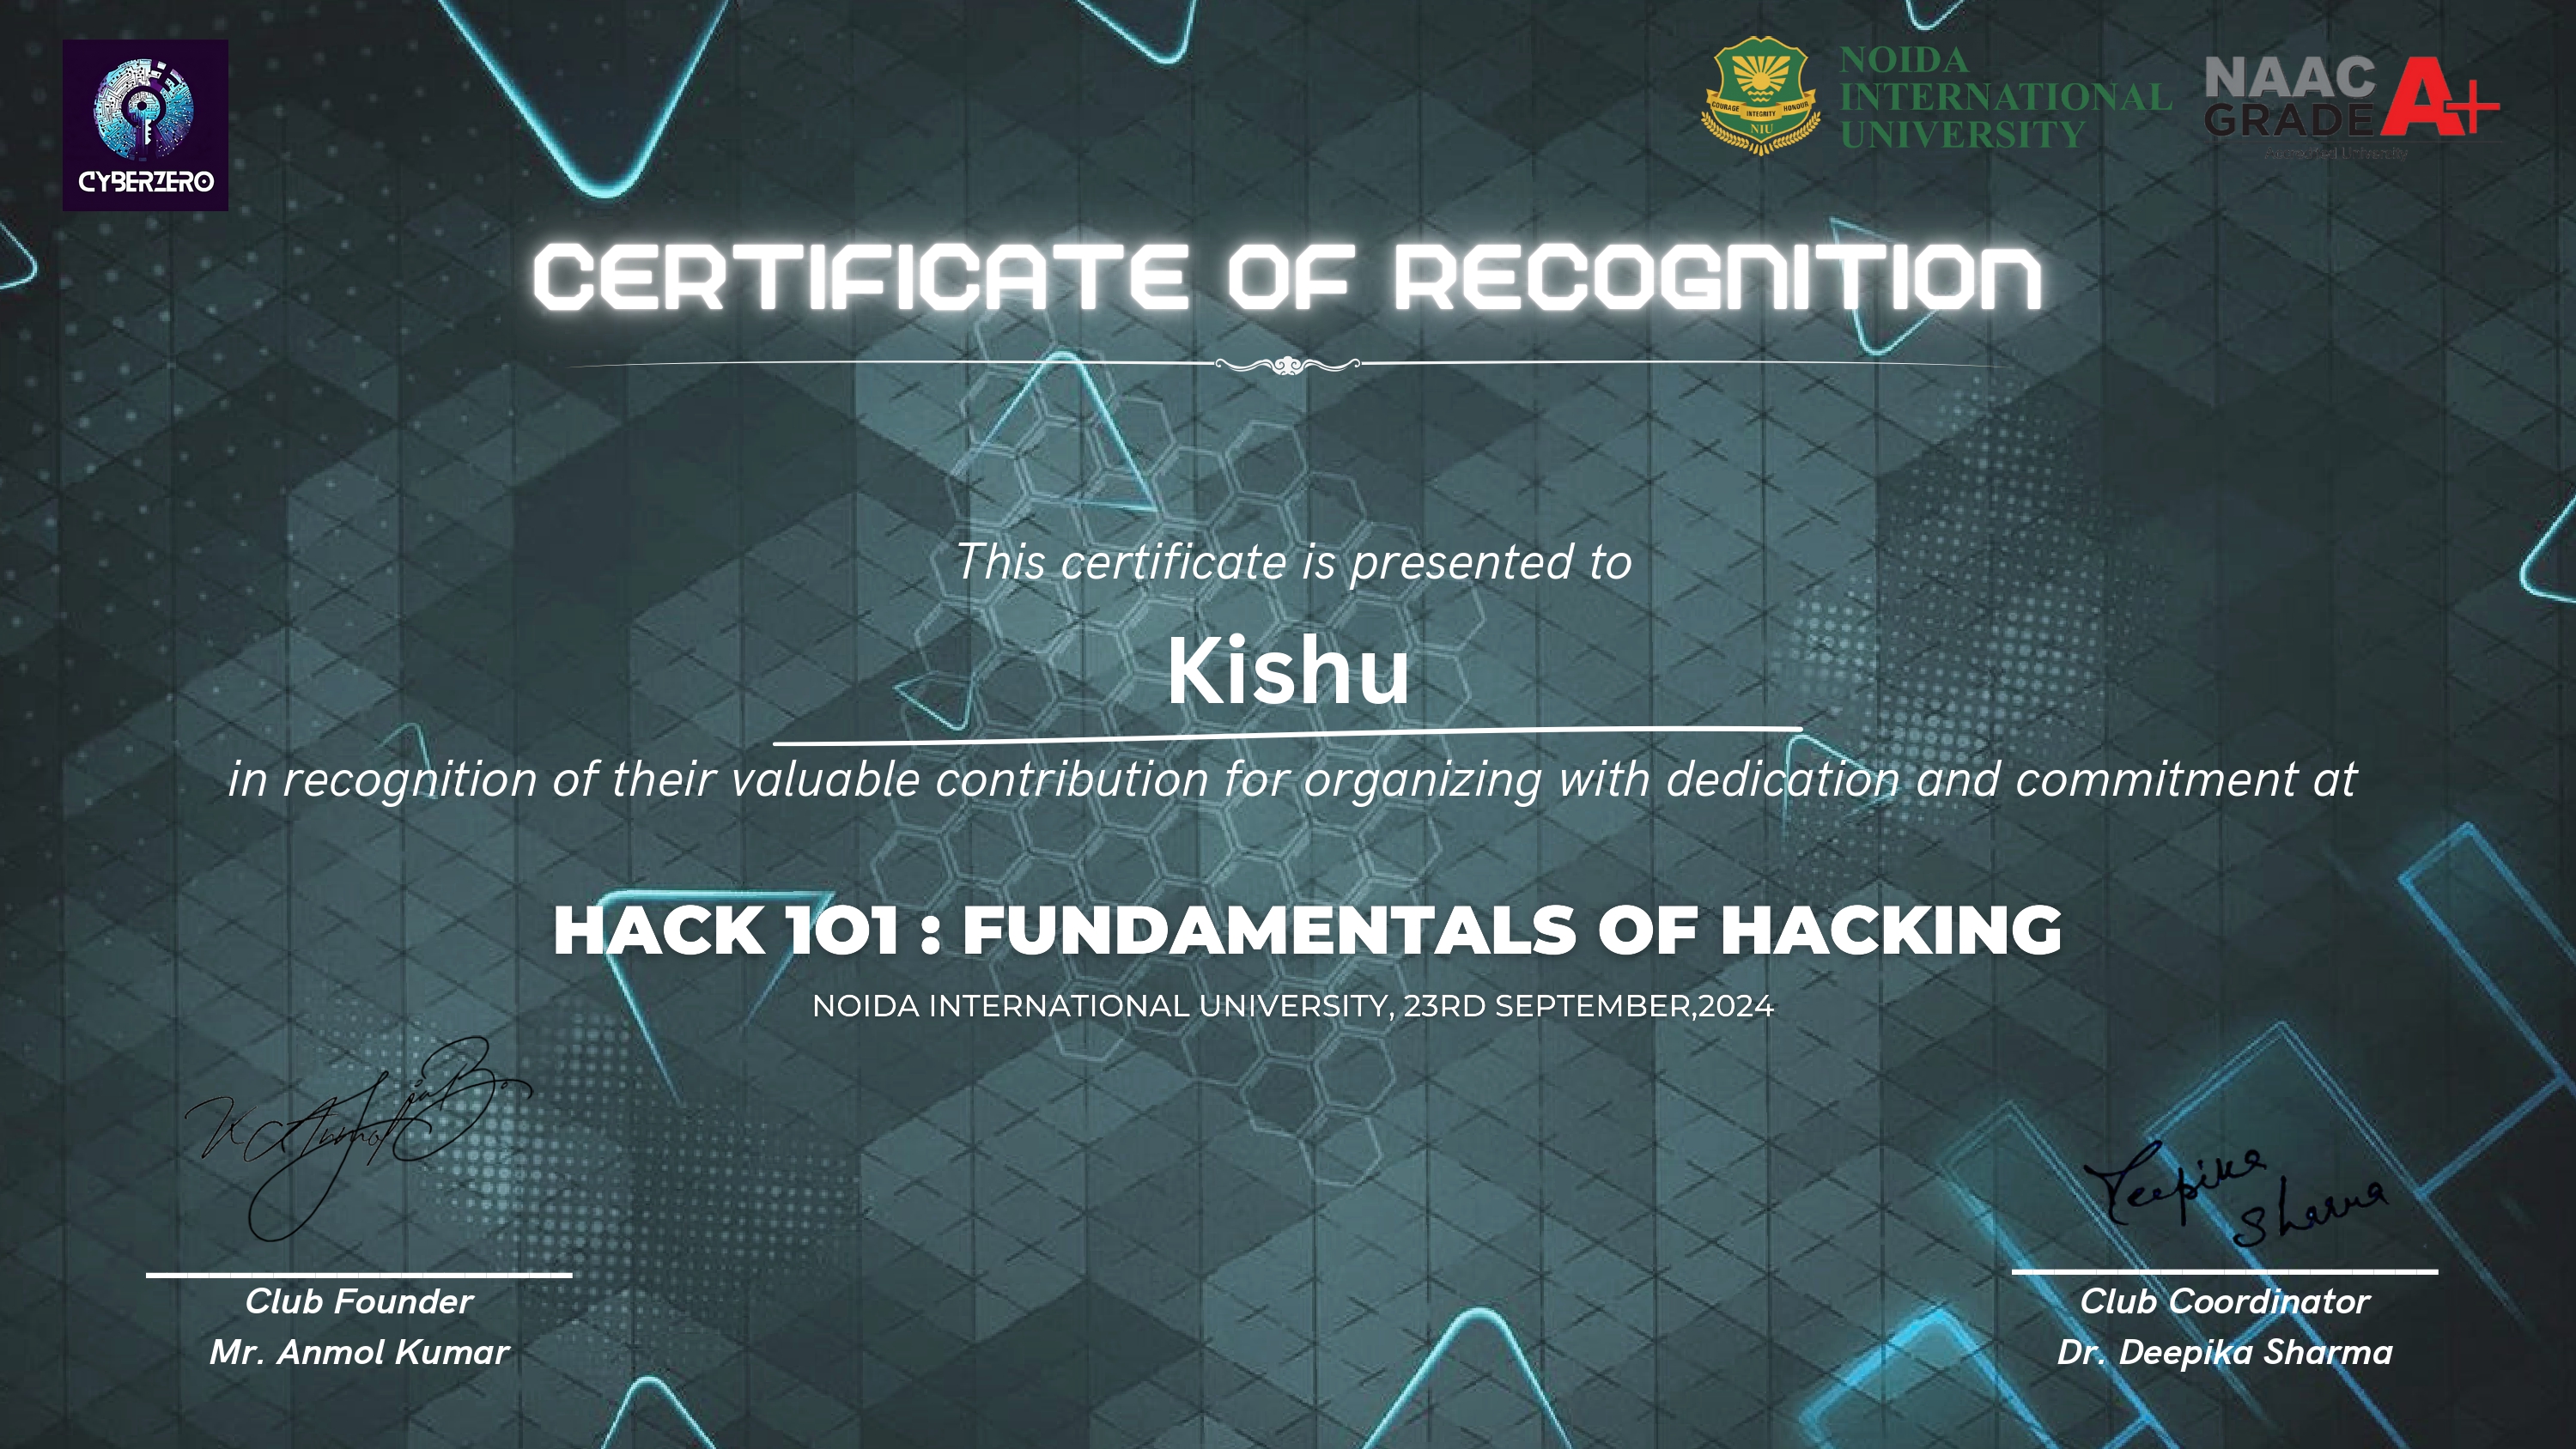 CYBERZERO
COURAGE INTEGRITY HONOUR
NIU
NOIDA
INTERNATIONAL
UNIVERSITY
NAAC
GRADE A+
Accredited University
CERTIFICATE OF RECOGNITION
This certificate is presented to
Kishu
in recognition of their valuable contribution for organizing with dedication and commitment at
HACK 101 : FUNDAMENTALS OF HACKING
NOIDA INTERNATIONAL UNIVERSITY, 23RD SEPTEMBER,2024
Deepika
Sharma
Club Founder
Mr. Anmol Kumar
Club Coordinator
Dr. Deepika Sharma